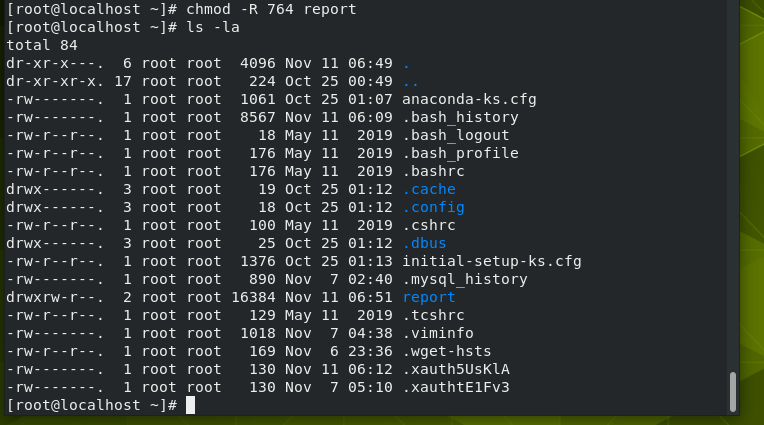 [root@localhost ~]# chmod -R 764 report
[root@localhost ~]# ls -la
total 84
dr-xr-x---.  6 root root  4096 Nov 11 06:49 .
dr-xr-xr-x. 17 root root   224 Oct 25 00:49 ..
-rw-------.  1 root root  1061 Oct 25 01:07 anaconda-ks.cfg
-rw-------.  1 root root  8567 Nov 11 06:09 .bash_history
-rw-r--r--.  1 root root    18 May 11  2019 .bash_logout
-rw-r--r--.  1 root root   176 May 11  2019 .bash_profile
-rw-r--r--.  1 root root   176 May 11  2019 .bashrc
drwx------.  3 root root    19 Oct 25 01:12 .cache
drwx------.  3 root root    18 Oct 25 01:12 .config
-rw-r--r--.  1 root root   100 May 11  2019 .cshrc
drwx------.  3 root root    25 Oct 25 01:12 .dbus
-rw-r--r--.  1 root root  1376 Oct 25 01:13 initial-setup-ks.cfg
-rw-------.  1 root root   890 Nov  7 02:40 .mysql_history
drwxrw-r--.  2 root root 16384 Nov 11 06:51 report
-rw-r--r--.  1 root root   129 May 11  2019 .tcshrc
-rw-------.  1 root root  1018 Nov  7 04:38 .viminfo
-rw-r--r--.  1 root root   169 Nov  6 23:36 .wget-hsts
-rw-------.  1 root root   130 Nov 11 06:12 .xauth5UsKlA
-rw-------.  1 root root   130 Nov  7 05:10 .xauthtE1Fv3
[root@localhost ~]#